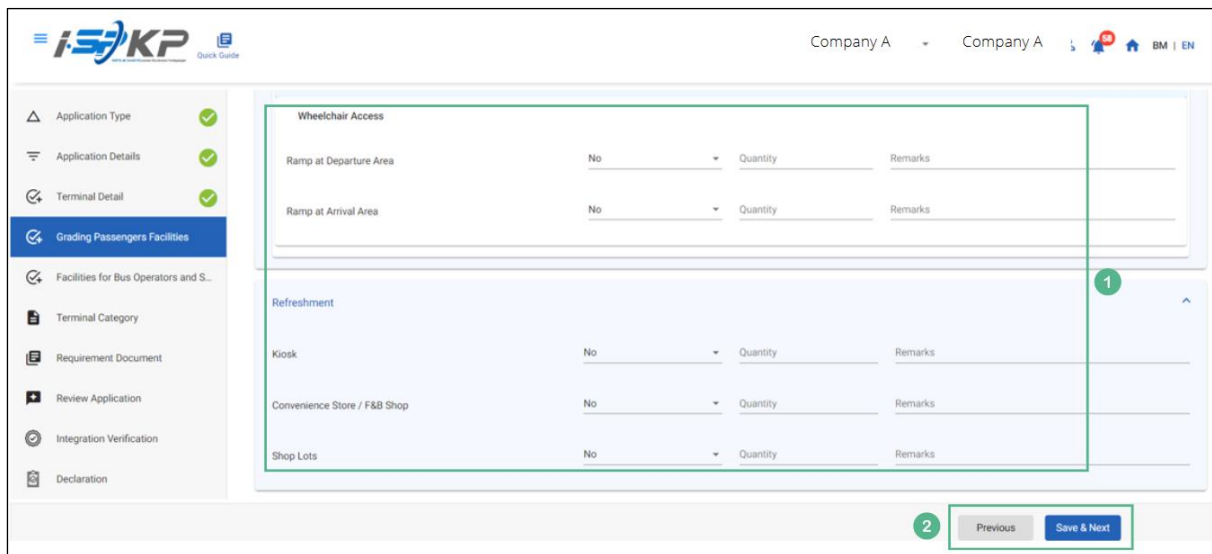 i-SPKP
Quick Guide
Company A
Company A
58
BM | EN
Application Type
Application Details
Terminal Detail
Grading Passengers Facilities
Facilities for Bus Operators and S...
Terminal Category
Requirement Document
Review Application
Integration Verification
Declaration
Wheelchair Access
Ramp at Departure Area No Quantity Remarks
Ramp at Arrival Area No Quantity Remarks
1
Refreshment
Kiosk No Quantity Remarks
Convenience Store / F&B Shop No Quantity Remarks
Shop Lots No Quantity Remarks
2 Previous Save & Next